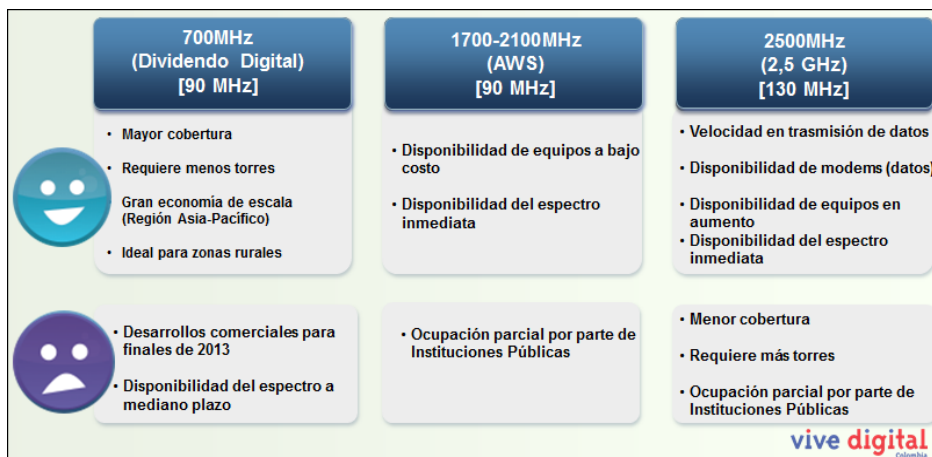 700MHz
(Dividendo Digital)
[90 MHz]
1700-2100MHz
(AWS)
[90 MHz]
2500MHz
(2,5 GHz)
[130 MHz]
• Mayor cobertura
• Requiere menos torres
• Gran economía de escala
(Región Asia-Pacífico)
• Ideal para zonas rurales
• Disponibilidad de equipos a bajo
costo
• Disponibilidad del espectro
inmediata
• Velocidad en trasmisión de datos
• Disponibilidad de modems (datos)
• Disponibilidad de equipos en
aumento
• Disponibilidad del espectro
inmediata
• Desarrollos comerciales para
finales de 2013
• Disponibilidad del espectro a
mediano plazo
• Ocupación parcial por parte de
Instituciones Públicas
• Menor cobertura
• Requiere más torres
• Ocupación parcial por parte de
Instituciones Públicas
vive digital
Colombia